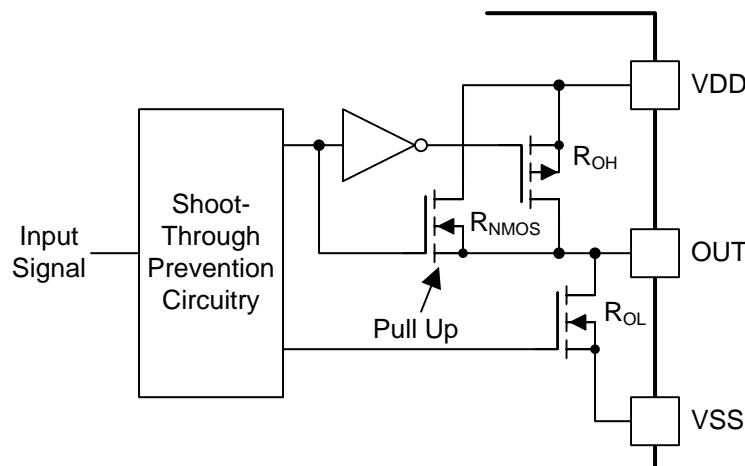 VDD
R_OH
Shoot-
Through
Prevention
Circuitry
Input
Signal
R_NMOS
OUT
R_OL
Pull Up
VSS